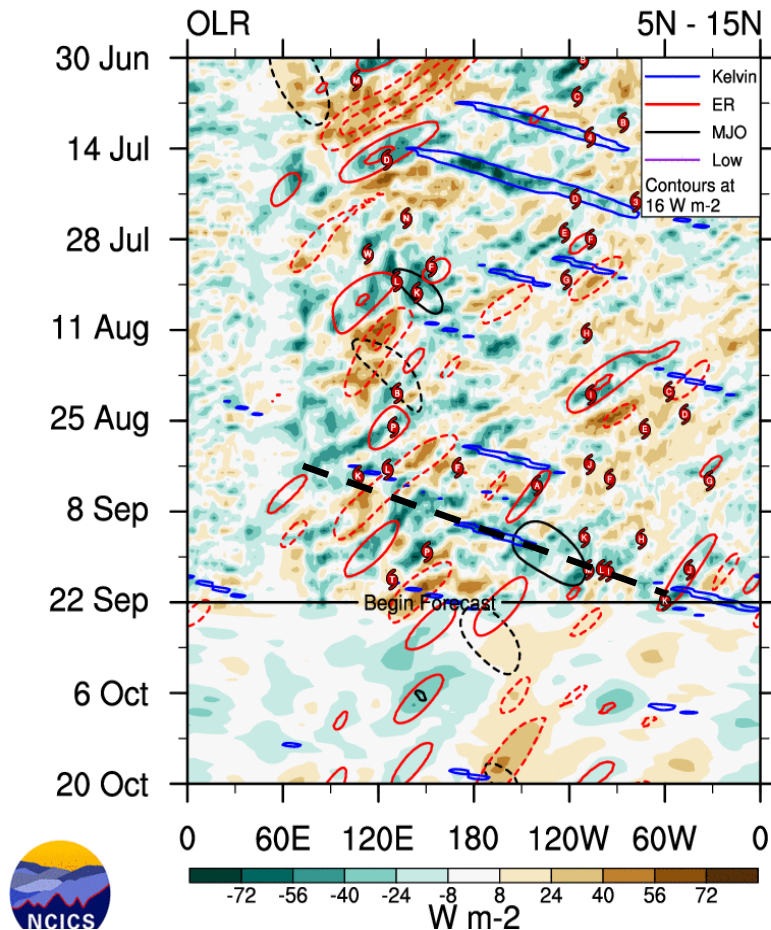 OLR 5N - 15N
Kelvin
ER
MJO
Low
Contours at
16 W m-2
30 Jun
14 Jul
28 Jul
11 Aug
25 Aug
8 Sep
22 Sep
6 Oct
20 Oct
Begin Forecast
0 60E 120E 180 120W 60W 0
-72 -56 -40 -24 -8 8 24 40 56 72
W m-2
NCICS